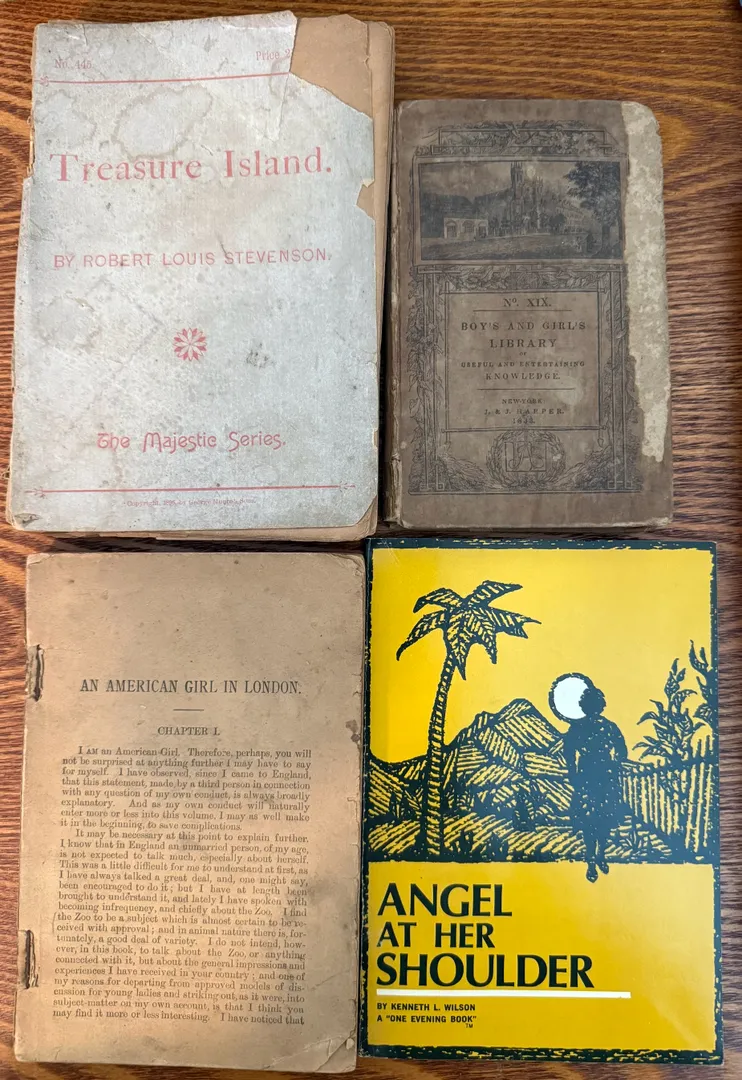 No. 445.
Price 2
Treasure Island.
BY ROBERT LOUIS STEVENSON.
The Majestic Series.
No. XIX.
BOY'S AND GIRL'S
LIBRARY
OF
USEFUL AND ENTERTAINING
KNOWLEDGE.
NEW-YORK
J. & J. HARPER.
AN AMERICAN GIRL IN LONDON.
CHAPTER I.
I AM an American Girl. Therefore, perhaps, you will
not be surprised at anything further I may have to say
for myself. I have observed, since I came to England,
that this statement, made by a third person in connection
with any question of my own conduct, is always broadly
explanatory. And as my own conduct will naturally
enter more or less into this volume, I may as well make
it in the beginning, to save complications.
It may be necessary at this point to explain further.
I know that in England an unmarried person, of my age,
is not expected to talk much, especially about herself.
This was a little difficult for me to understand at first, as
I have always talked a great deal, and, one might say,
been encouraged to do it; but I have at length been
brought to understand it, and lately I have spoken with
becoming infrequency, and chiefly about the Zoo. I find
the Zoo to be a subject which is almost certain to be re-
ceived with approval; and in animal nature there is, for-
tunately, a good deal of variety. I do not intend, how-
ever, in this book, to talk about the Zoo, or anything
connected with it, but about the general impressions and
experiences I have received in your country; and one of
my reasons for departing from approved models of dis-
cussion for young ladies and striking out, as it were, into
subject-matter on my own account, is that I think you
may find it more or less interesting. I have noticed that
ANGEL
AT HER
SHOULDER
BY KENNETH L. WILSON
A "ONE EVENING BOOK"
TM